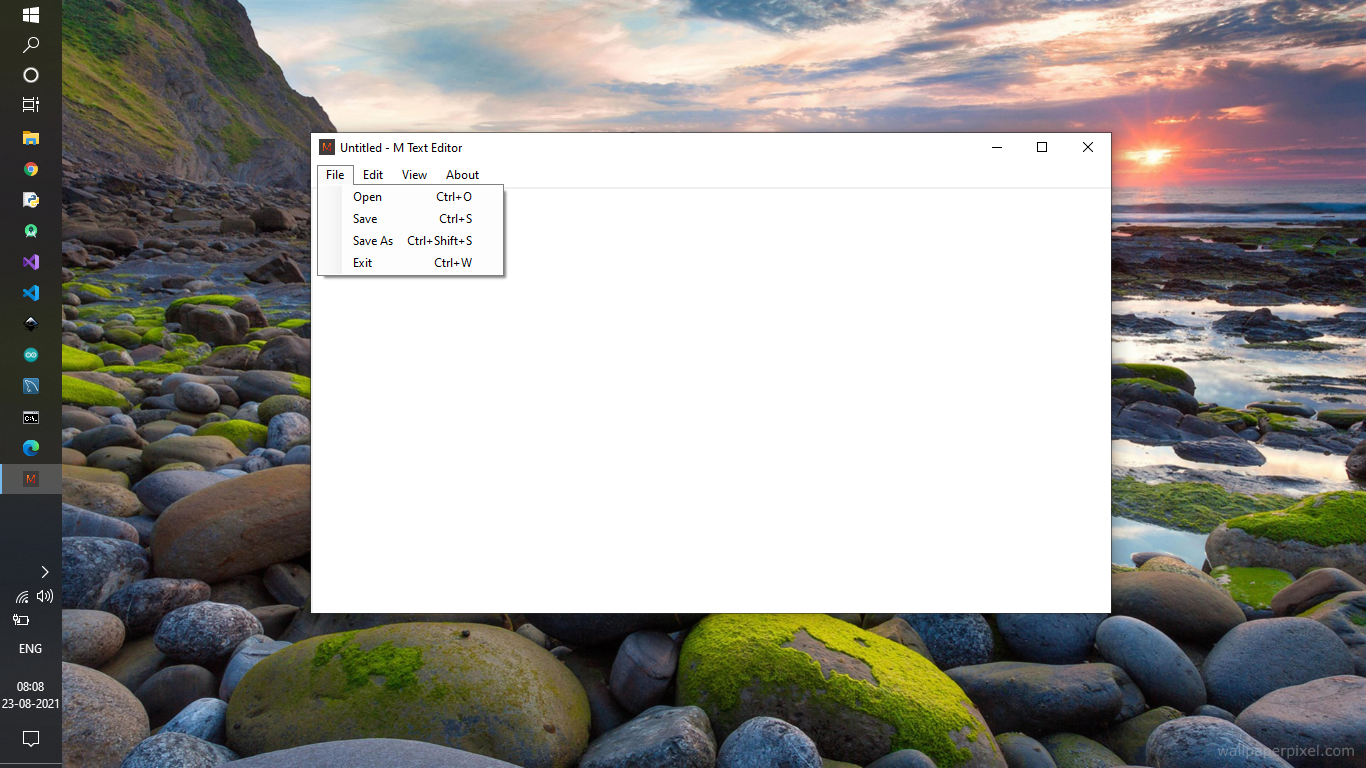 Untitled - M Text Editor
File Edit View About
Open Ctrl+O
Save Ctrl+S
Save As Ctrl+Shift+S
Exit Ctrl+W
M
C:\.
M
ENG
08:08
23-08-2021
wallpaperpixel.com